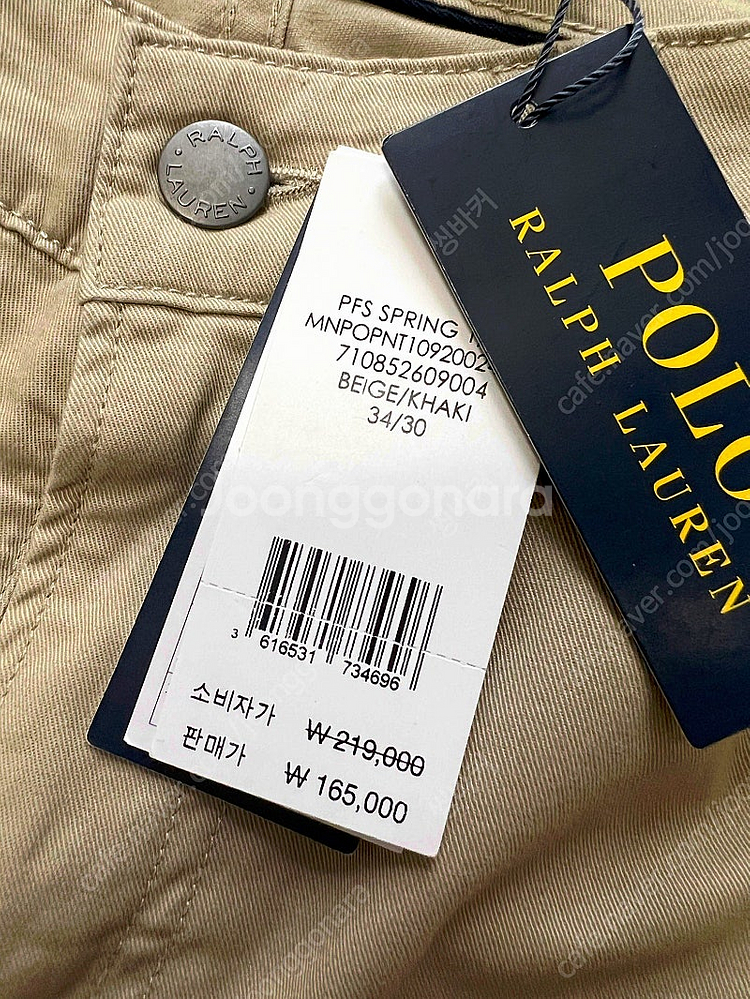 RALPH
LAUREN
POLO
RALPH LAUREN
PFS SPRING
MNPOPNT1092002
710852609004
BEIGE/KHAKI
34/30
joonggonara
3 616531 734696
소비자가 ₩ 219,000
판매가 ₩ 165,000